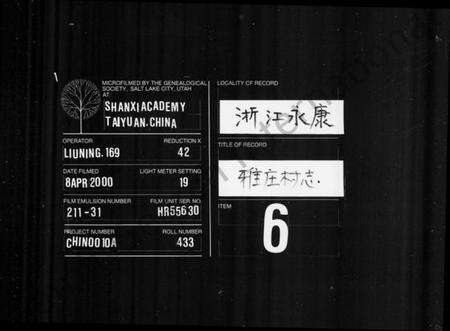 MICROFILMED BY THE GENEALOGICAL
SOCIETY, SALT LAKE CITY, UTAH
AT:
SHANXI ACADEMY
TAIYUAN.CHINA
OPERATOR
REDUCTION X
LIUNING.169
42
DATE FILMED
LIGHT METER SETTING
8APR 2000
19
FILM EMULSION NUMBER
FILM UNIT SER. NO.
211-31
HR55630
PROJECT NUMBER
ROLL NUMBER
CHINOO10A
433
LOCALITY OF RECORD
浙江永康
TITLE OF RECORD
雅庄村志
ITEM
6